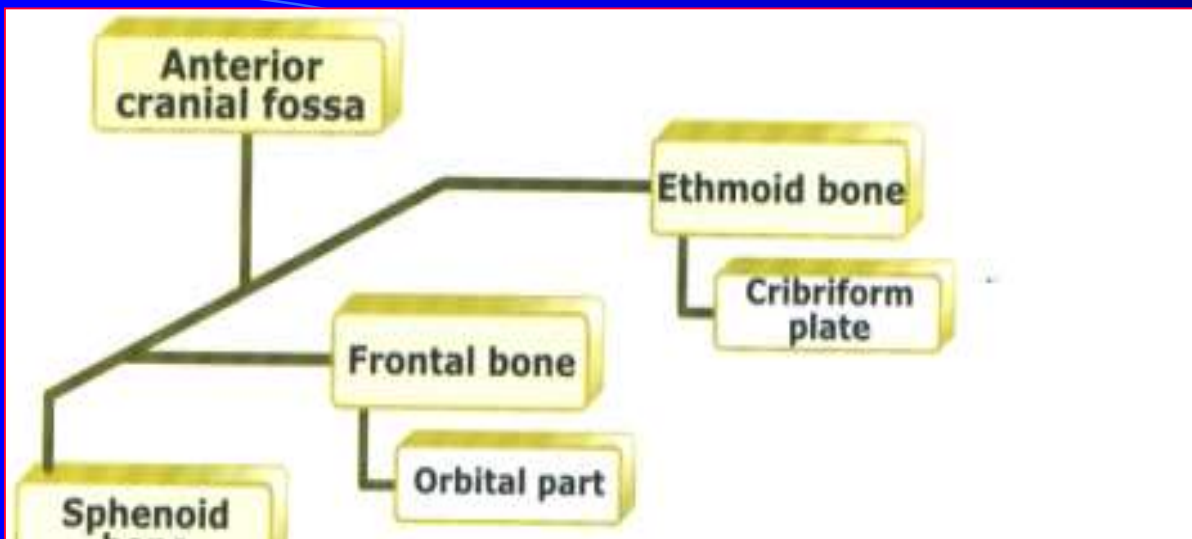 Anterior
cranial fossa
Ethmoid bone
Cribriform
plate
Frontal bone
Orbital part
Sphenoid